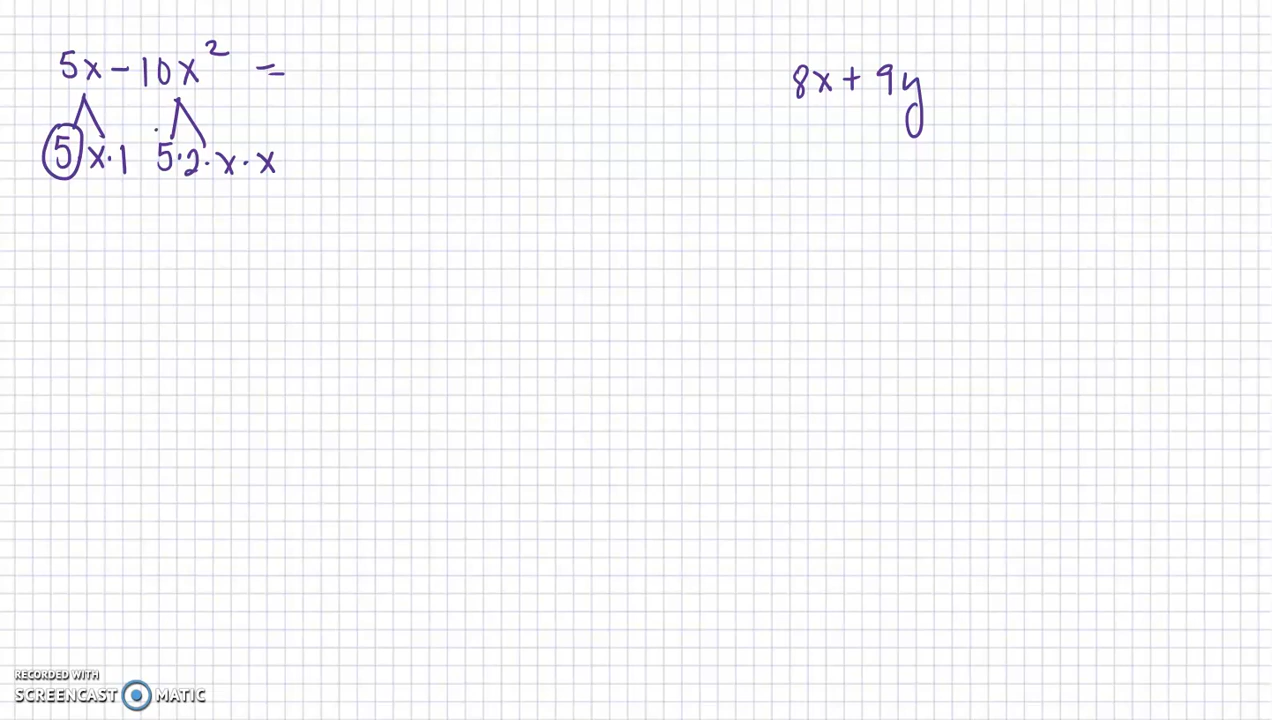 5x - 10x² =
5 x · 1 5 · 2 · x · x
8x + 9y
RECORDED WITH
SCREENCAST MATIC